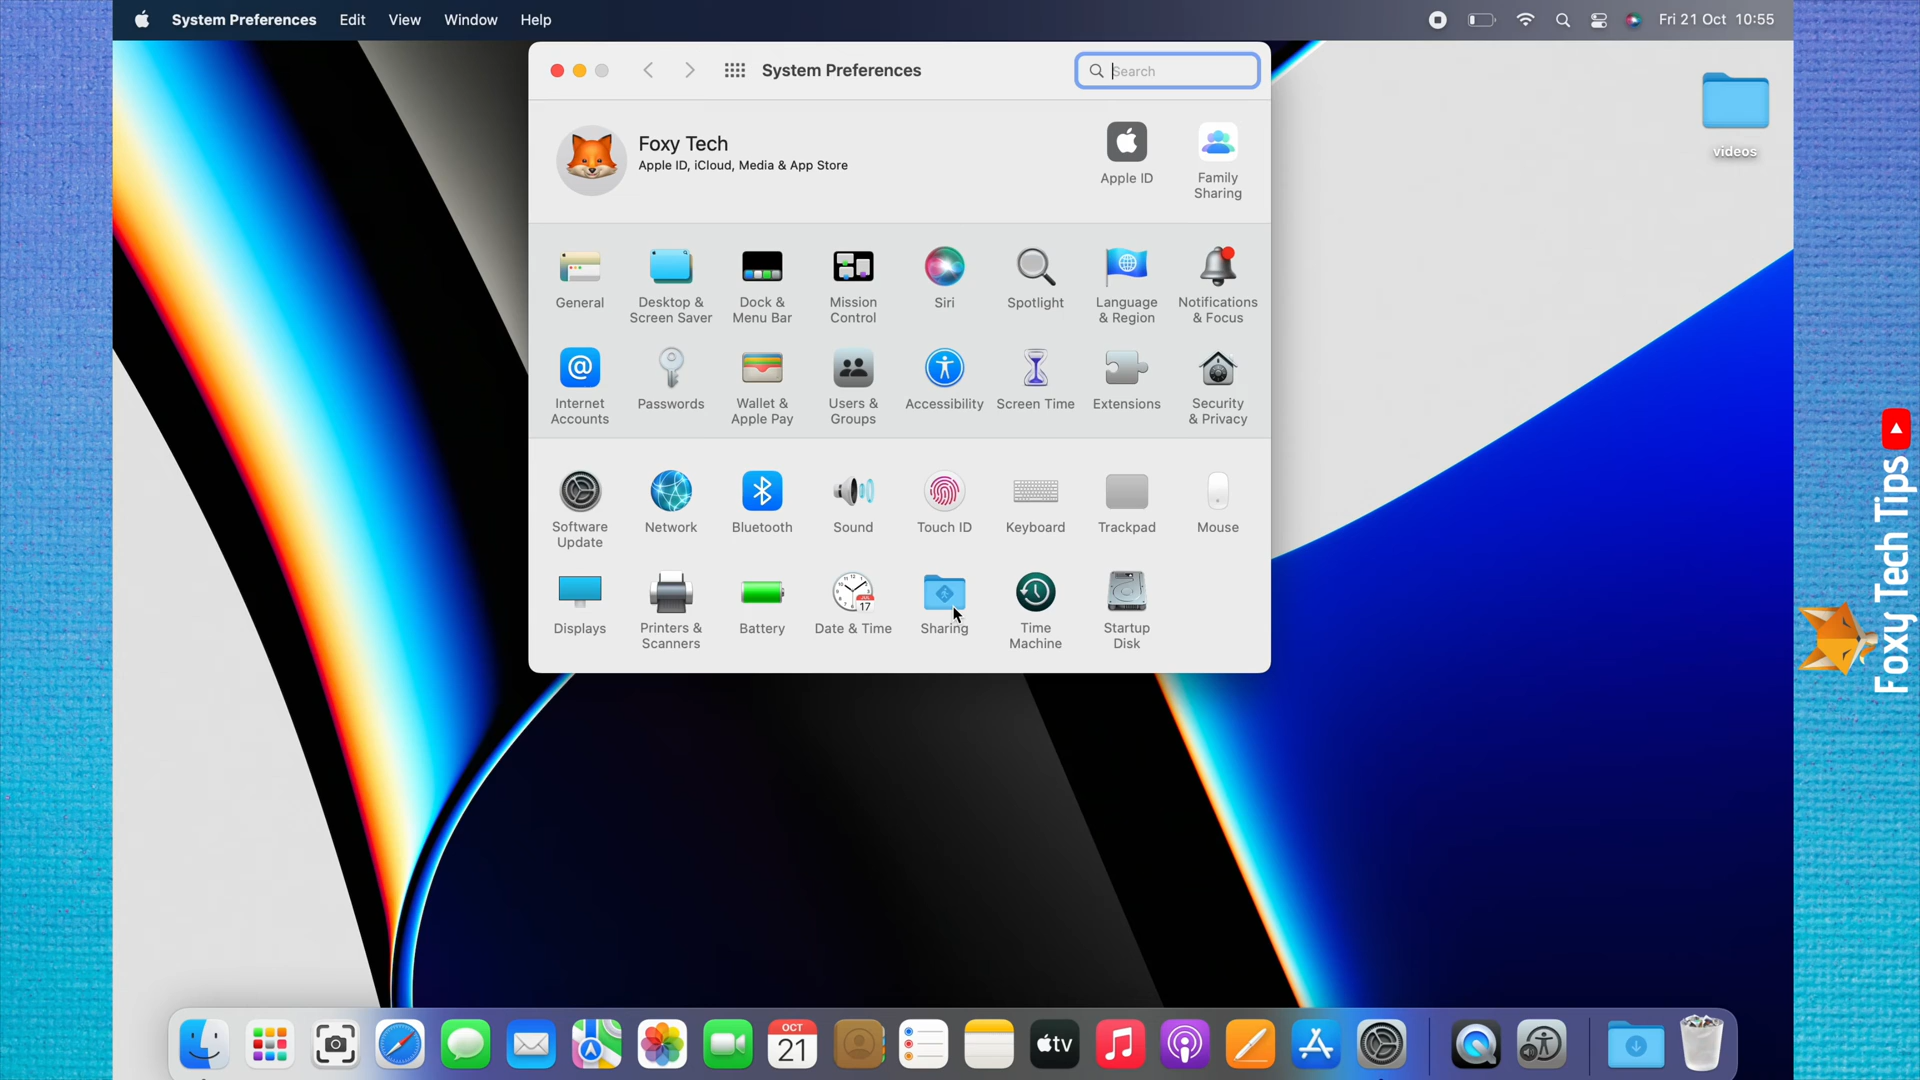 System Preferences Edit View Window Help
Fri 21 Oct 10:55
System Preferences
Search
videos
Foxy Tech
Apple ID, iCloud, Media & App Store
Apple ID
Family
Sharing
General
Desktop &
Screen Saver
Dock &
Menu Bar
Mission
Control
Siri
Spotlight
Language
& Region
Notifications
& Focus
Internet
Accounts
Passwords
Wallet &
Apple Pay
Users &
Groups
Accessibility
Screen Time
Extensions
Security
& Privacy
Software
Update
Network
Bluetooth
Sound
Touch ID
Keyboard
Trackpad
Mouse
Displays
Printers &
Scanners
Battery
17
Date & Time
Sharing
Time
Machine
Startup
Disk
Foxy Tech Tips
OCT
21
tv